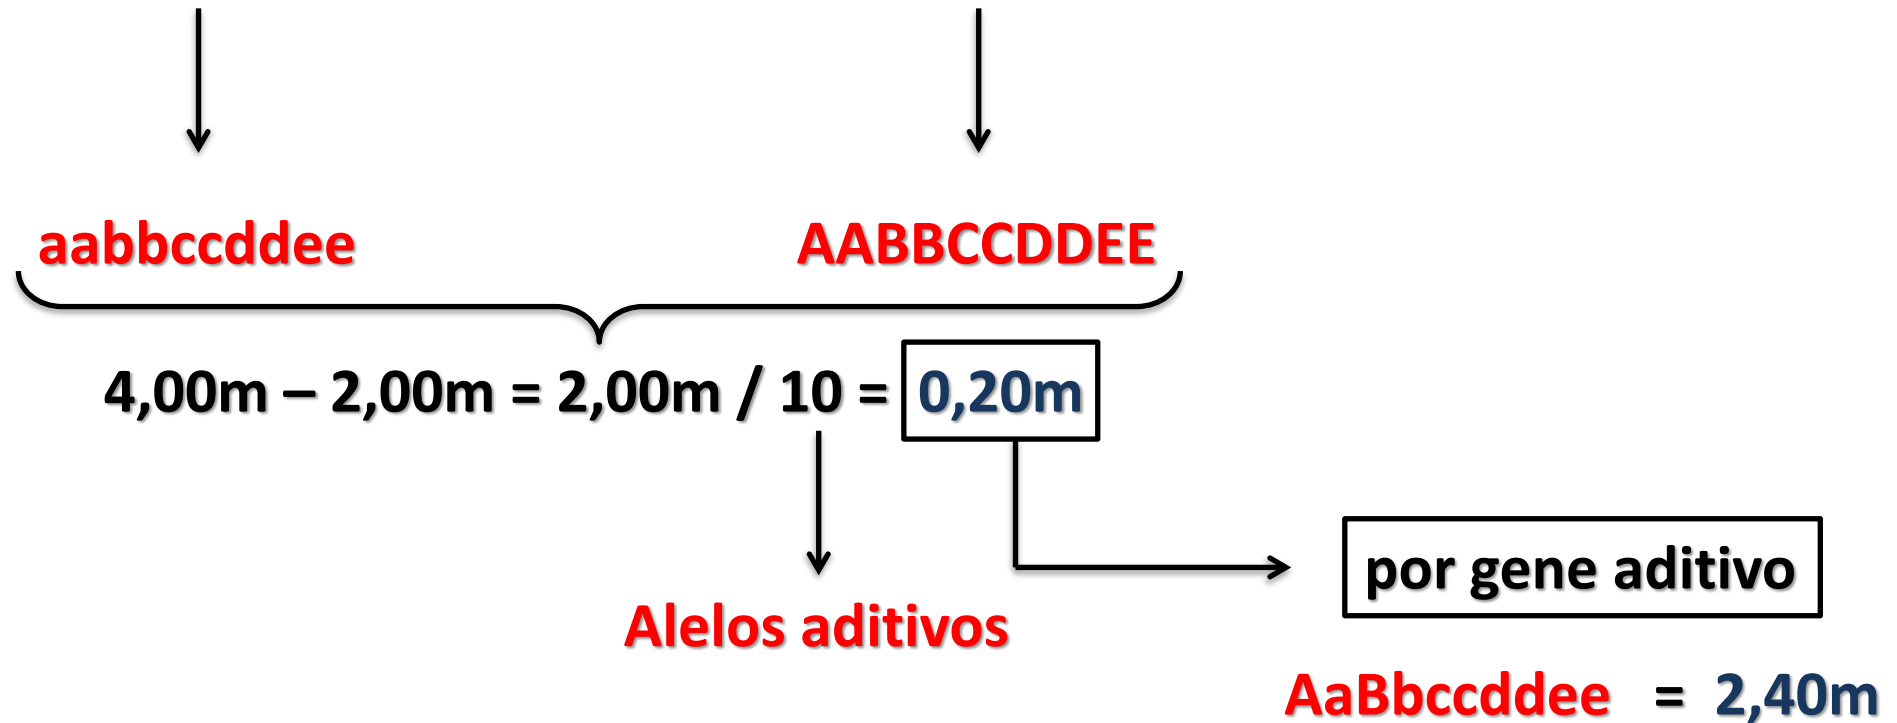 aabbccddee AABBCCDDEE
4,00m – 2,00m = 2,00m / 10 = 0,20m
por gene aditivo
Alelos aditivos
AaBbccddee = 2,40m